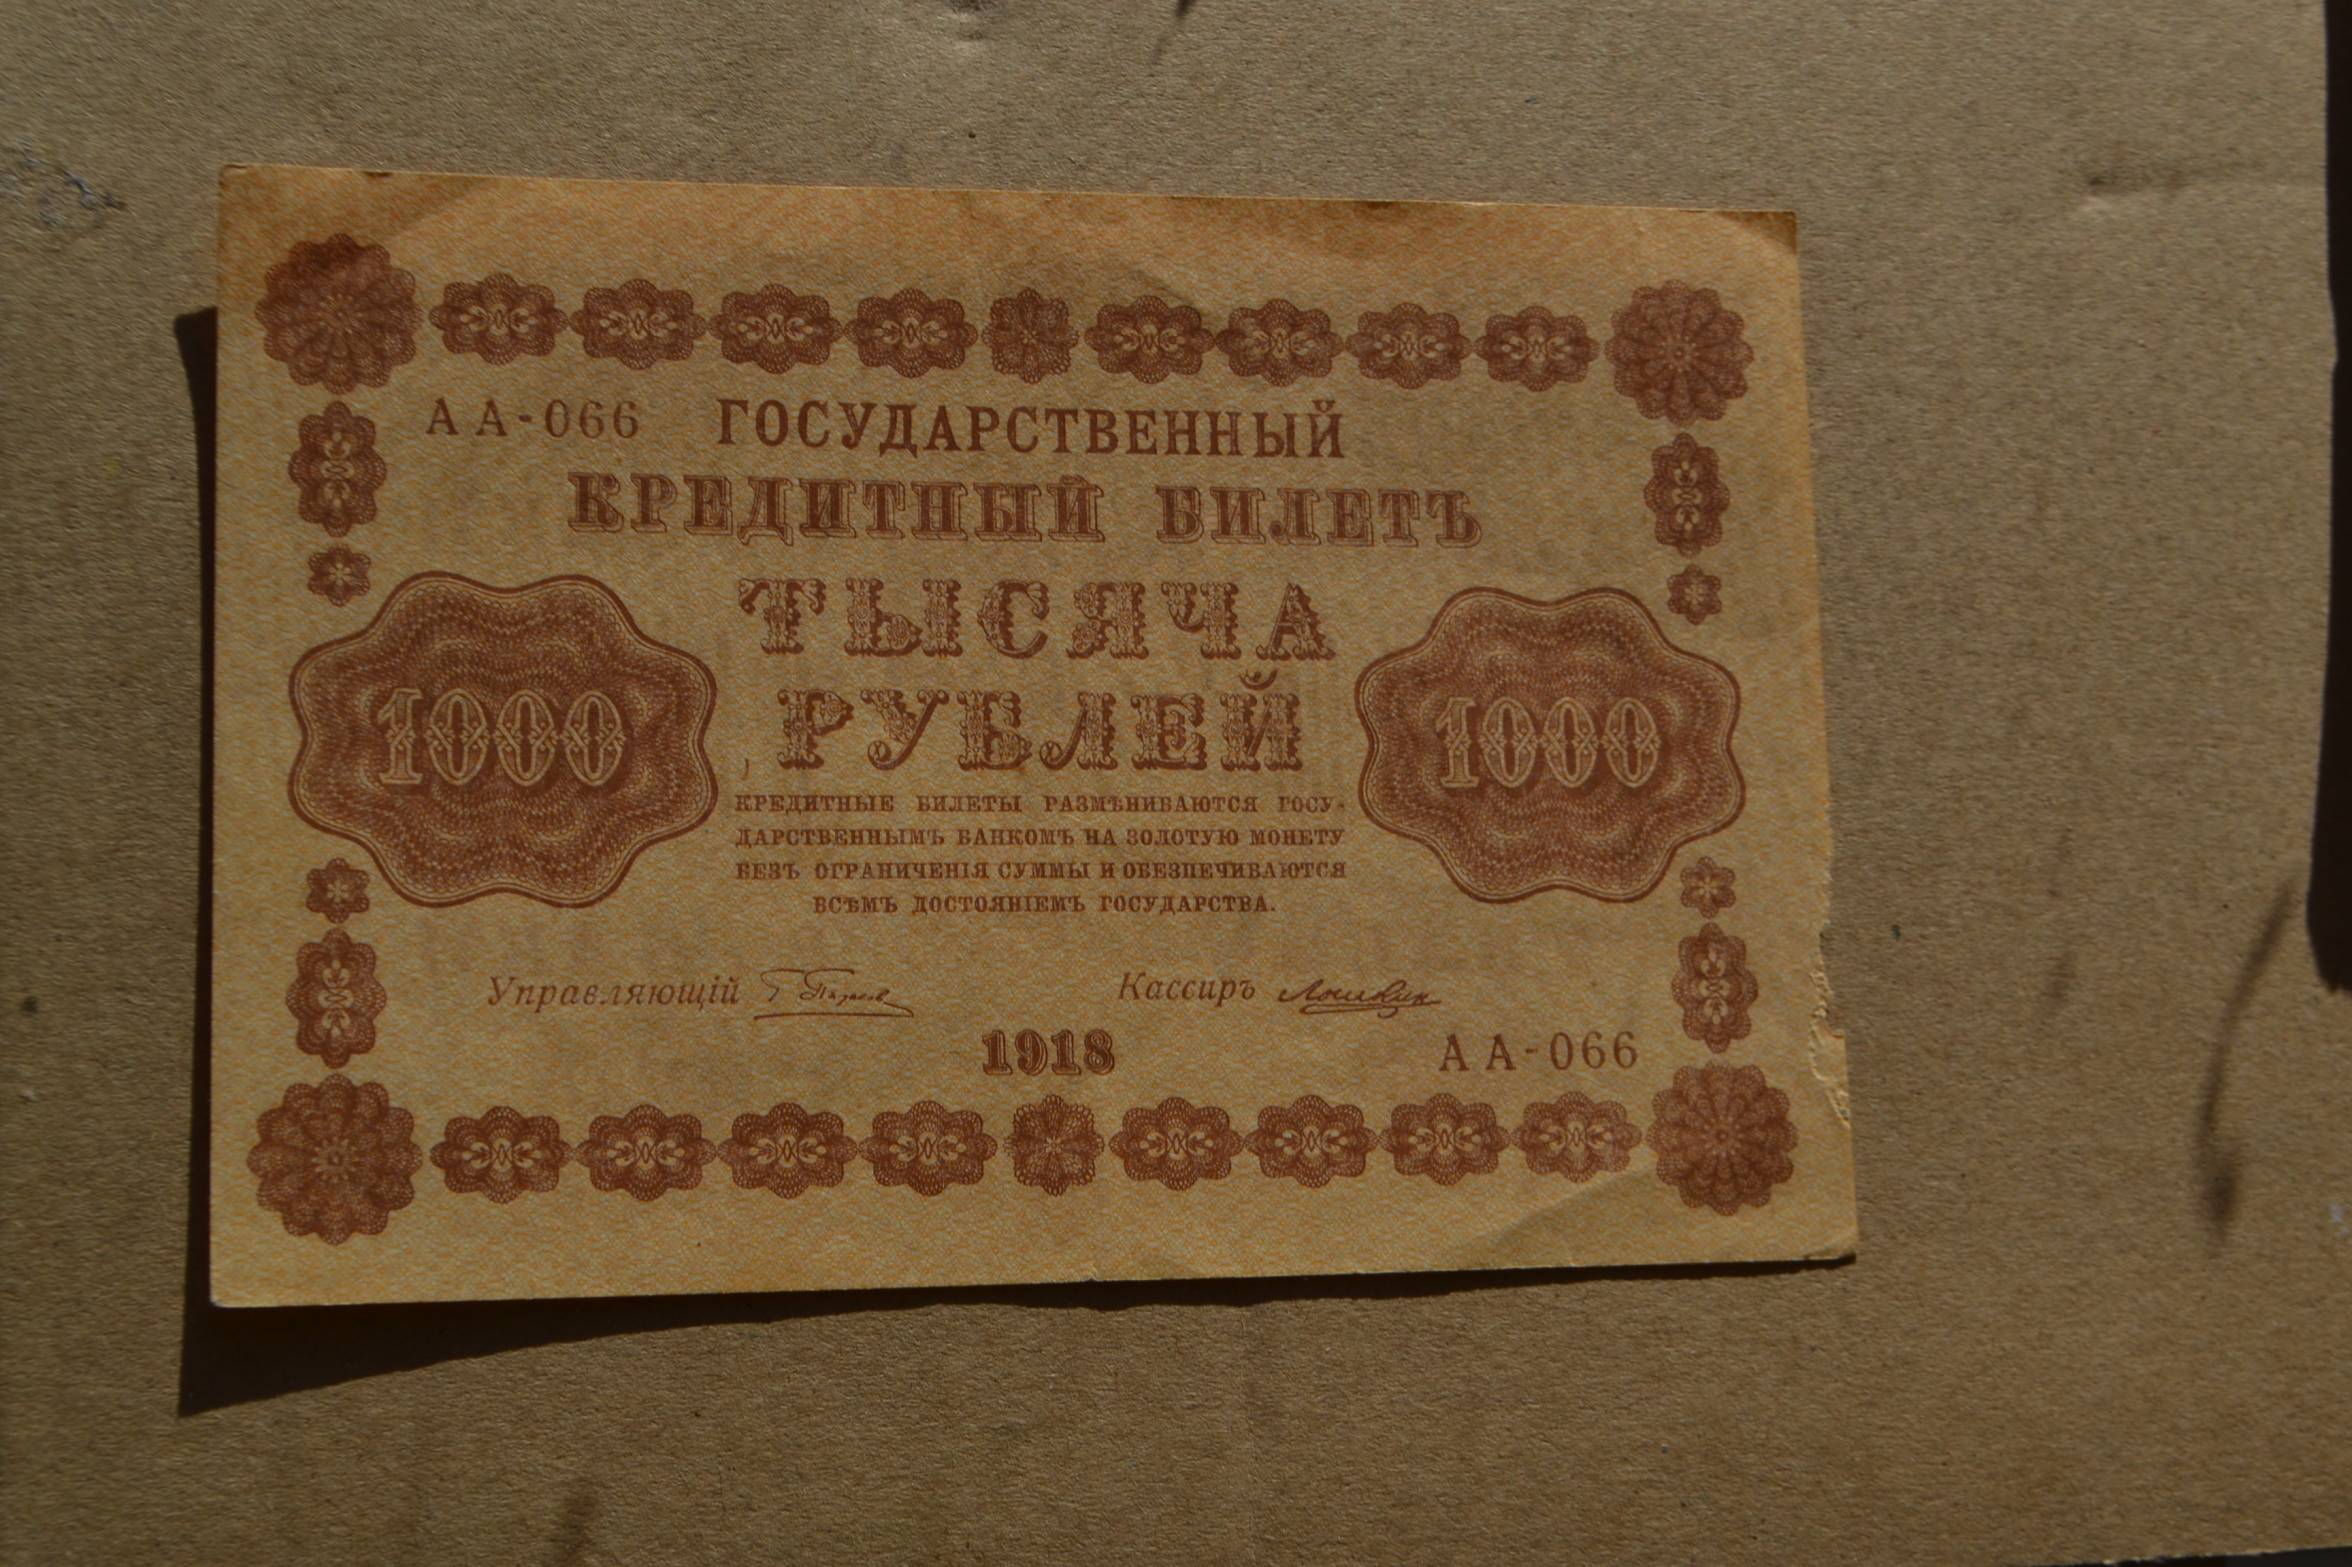 АА-066 ГОСУДАРСТВЕННЫЙ
КРЕДИТНЫЙ БИЛЕТЪ
ТЫСЯЧА
1000 РУБЛЕЙ 1000
КРЕДИТНЫЕ БИЛЕТЫ РАЗМѢНИВАЮТСЯ ГОСУ-
ДАРСТВЕННЫМЪ БАНКОМЪ НА ЗОЛОТУЮ МОНЕТУ
БЕЗЪ ОГРАНИЧЕНІЯ СУММЫ И ОБЕЗПЕЧИВАЮТСЯ
ВСѢМЪ ДОСТОЯНІЕМЪ ГОСУДАРСТВА.
Управляющій Кассиръ
1918 АА-066